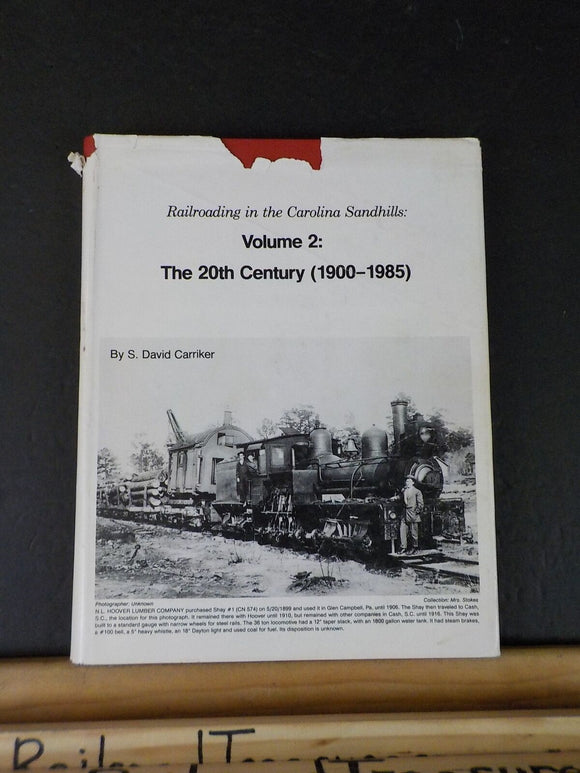 Railroading in the Carolina Sandhills:
Volume 2:
The 20th Century (1900–1985)
By S. David Carriker
Photographer: Unknown
Collection: Mrs. Stokes
N.L. HOOVER LUMBER COMPANY purchased Shay #1 (CN 574) on 5/20/1899 and used it in Glen Campbell, Pa. until 1906. The Shay then traveled to Cash,
S.C., the location for this photograph. It remained there with Hoover until 1910, but remained with other companies in Cash, S.C. until 1916. This Shay was
built to a standard gauge with narrow wheels for steel rails. The 36 ton locomotive had a 12" taper stack, with an 1800 gallon water tank. It had steam brakes,
a #100 bell, a 5" heavy whistle, an 18" Dayton light and used coal for fuel. Its disposition is unknown.
Railroad